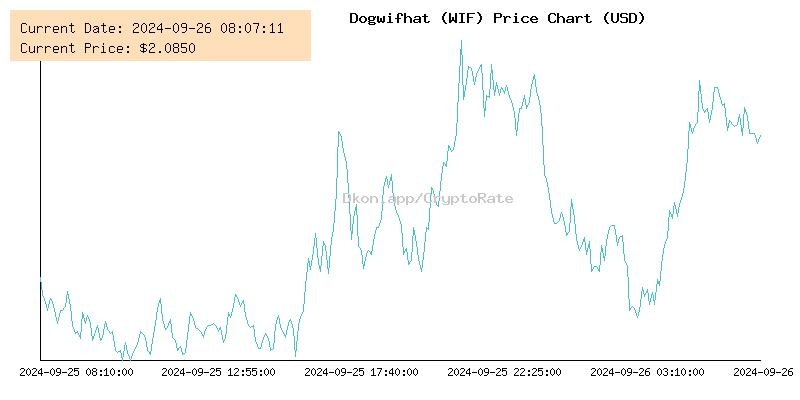 Dogwifhat (WIF) Price Chart (USD)
Current Date: 2024-09-26 08:07:11
Current Price: $2.0850
Dkon.app/CryptoRate
2024-09-25 08:10:00 2024-09-25 12:55:00 2024-09-25 17:40:00 2024-09-25 22:25:00 2024-09-26 03:10:00 2024-09-26